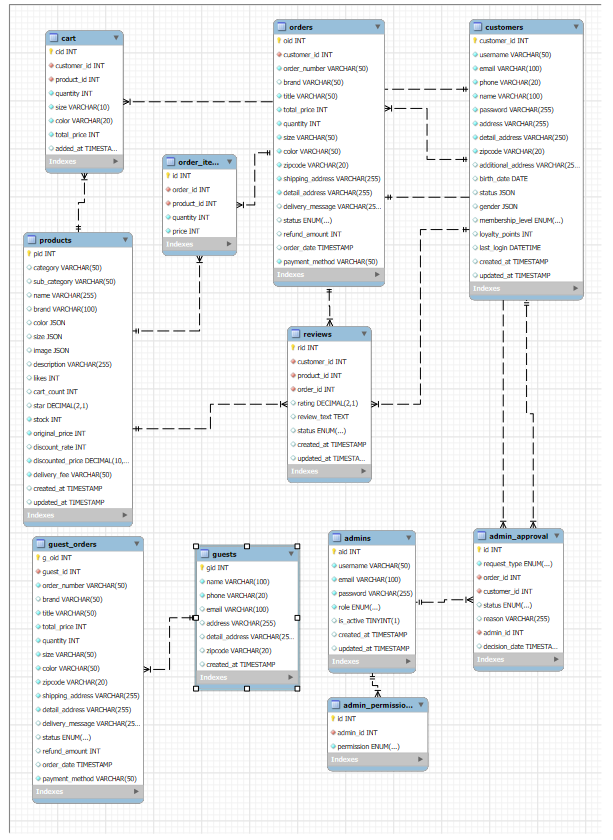 cart
cid INT
customer_id INT
product_id INT
quantity INT
size VARCHAR(10)
color VARCHAR(20)
total_price INT
added_at TIMESTA...
Indexes
orders
oid INT
customer_id INT
order_number VARCHAR(50)
brand VARCHAR(50)
title VARCHAR(50)
total_price INT
quantity INT
size VARCHAR(50)
color VARCHAR(50)
zipcode VARCHAR(20)
shipping_address VARCHAR(255)
detail_address VARCHAR(255)
delivery_message VARCHAR(25...
status ENUM(...)
refund_amount INT
order_date TIMESTAMP
payment_method VARCHAR(50)
Indexes
customers
customer_id INT
username VARCHAR(50)
email VARCHAR(100)
phone VARCHAR(20)
name VARCHAR(100)
password VARCHAR(255)
address VARCHAR(255)
detail_address VARCHAR(250)
zipcode VARCHAR(20)
additional_address VARCHAR(25...
birth_date DATE
status JSON
gender JSON
membership_level ENUM(...)
loyalty_points INT
last_login DATETIME
created_at TIMESTAMP
updated_at TIMESTAMP
Indexes
order_ite...
id INT
order_id INT
product_id INT
quantity INT
price INT
Indexes
products
pid INT
category VARCHAR(50)
sub_category VARCHAR(50)
name VARCHAR(255)
brand VARCHAR(100)
color JSON
size JSON
image JSON
description VARCHAR(255)
likes INT
cart_count INT
star DECIMAL(2,1)
stock INT
original_price INT
discount_rate INT
discounted_price DECIMAL(10,...
delivery_fee VARCHAR(50)
created_at TIMESTAMP
updated_at TIMESTAMP
Indexes
reviews
rid INT
customer_id INT
product_id INT
order_id INT
rating DECIMAL(2,1)
review_text TEXT
status ENUM(...)
created_at TIMESTAMP
updated_at TIMESTA...
Indexes
guest_orders
g_oid INT
guest_id INT
order_number VARCHAR(50)
brand VARCHAR(50)
title VARCHAR(50)
total_price INT
quantity INT
size VARCHAR(50)
color VARCHAR(50)
zipcode VARCHAR(20)
shipping_address VARCHAR(255)
detail_address VARCHAR(255)
delivery_message VARCHAR(25...
status ENUM(...)
refund_amount INT
order_date TIMESTAMP
payment_method VARCHAR(50)
Indexes
guests
gid INT
name VARCHAR(100)
phone VARCHAR(20)
email VARCHAR(100)
address VARCHAR(255)
detail_address VARCHAR(25...
zipcode VARCHAR(20)
created_at TIMESTAMP
Indexes
admins
aid INT
username VARCHAR(50)
email VARCHAR(100)
password VARCHAR(255)
role ENUM(...)
is_active TINYINT(1)
created_at TIMESTAMP
updated_at TIMESTAMP
Indexes
admin_approval
id INT
request_type ENUM(...)
order_id INT
customer_id INT
status ENUM(...)
reason VARCHAR(255)
admin_id INT
decision_date TIMESTA...
Indexes
admin_permissio...
id INT
admin_id INT
permission ENUM(...)
Indexes